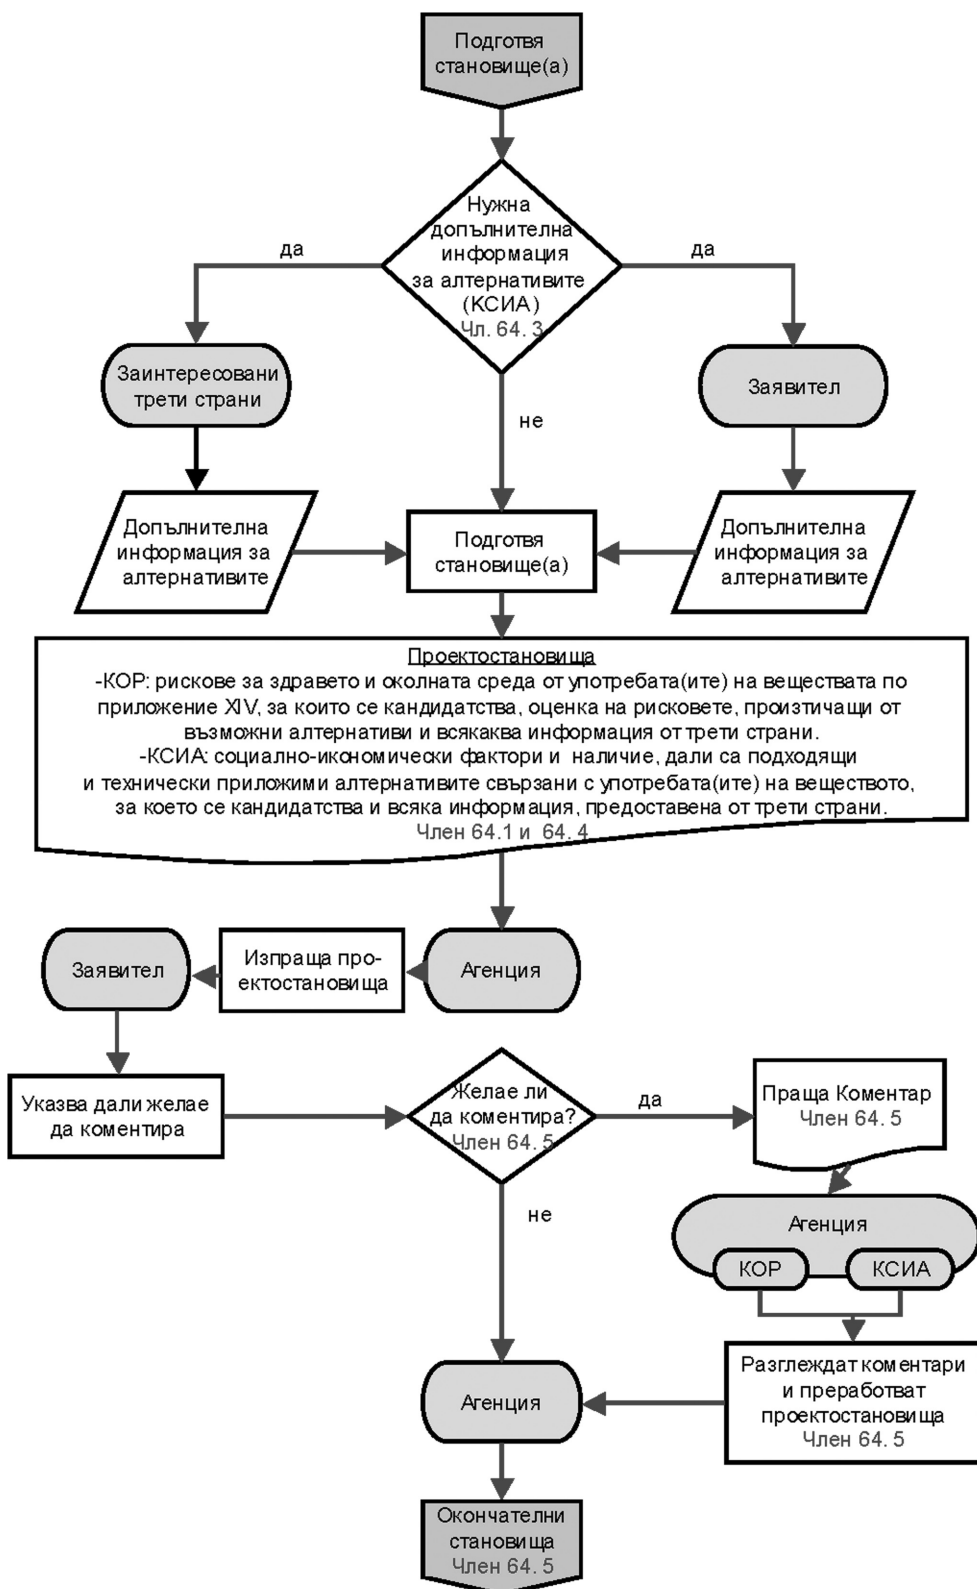 Подготвя
становище(а)
Нужна
допълнителна
информация
за алтернативите
(КСИА)
Чл. 64. 3
да
да
Заинтересовани
трети страни
Заявител
не
Допълнителна
информация за
алтернативите
Подготвя
становище(а)
Допълнителна
информация за
алтернативите
Проектостановища
-КОР: рискове за здравето и околната среда от употребата(ите) на веществата по
приложение XIV, за които се кандидатства, оценка на рисковете, произтичащи от
възможни алтернативи и всякаква информация от трети страни.
-КСИА: социално-икономически фактори и наличие, дали са подходящи
и технически приложими алтернативите свързани с употребата(ите) на веществото,
за което се кандидатства и всяка информация, предоставена от трети страни.
Член 64.1 и 64. 4
Заявител
Изпраща про-
ектостановища
Агенция
Указва дали желае
да коментира
Желае ли
да коментира?
Член 64. 5
да
Праща Коментар
Член 64. 5
не
Агенция
КОР
КСИА
Разглеждат коментари
и преработват
проектостановища
Член 64. 5
Агенция
Окончателни
становища
Член 64. 5